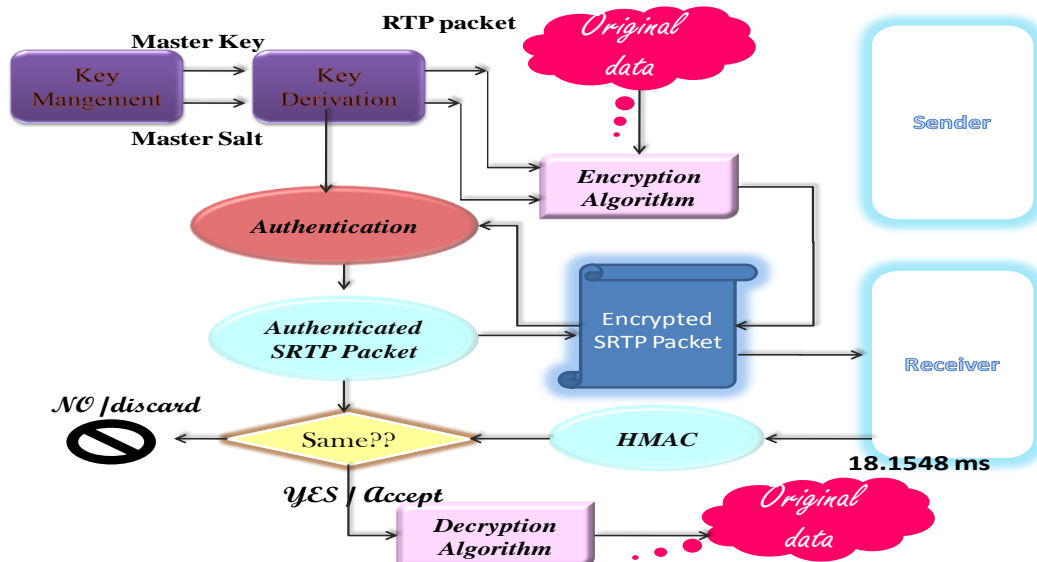 RTP packet
Original
data
Master Key
Key
Mangement
Key
Derivation
Master Salt
Sender
Encryption
Algorithm
Authentication
Encrypted
SRTP Packet
Authenticated
SRTP Packet
Receiver
NO /discard
Same??
HMAC
18.1548 ms
YES / Accept
Original
data
Decryption
Algorithm